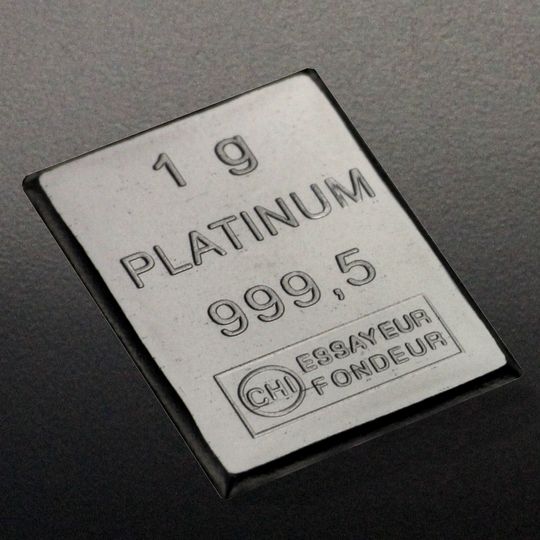 1 g
PLATINUM
999,5
CHI ESSAYEUR
FONDEUR